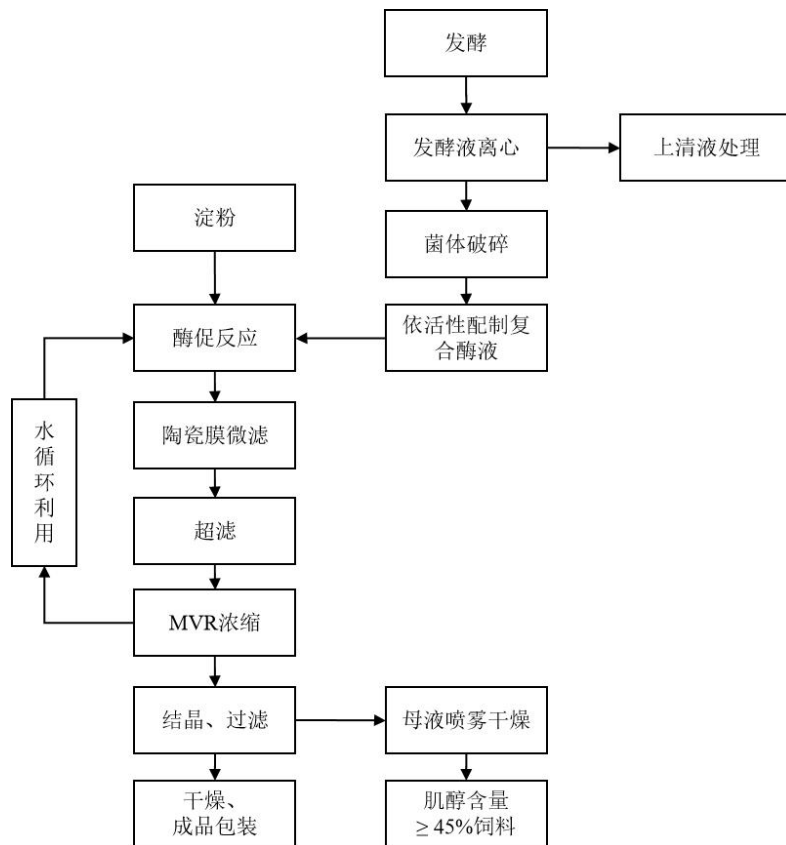 发酵
发酵液离心
上清液处理
淀粉
菌体破碎
酶促反应
依活性配制复
合酶液
水
循
环
利
用
陶瓷膜微滤
超滤
MVR浓缩
结晶、过滤
母液喷雾干燥
干燥、
成品包装
肌醇含量
≥ 45%饲料